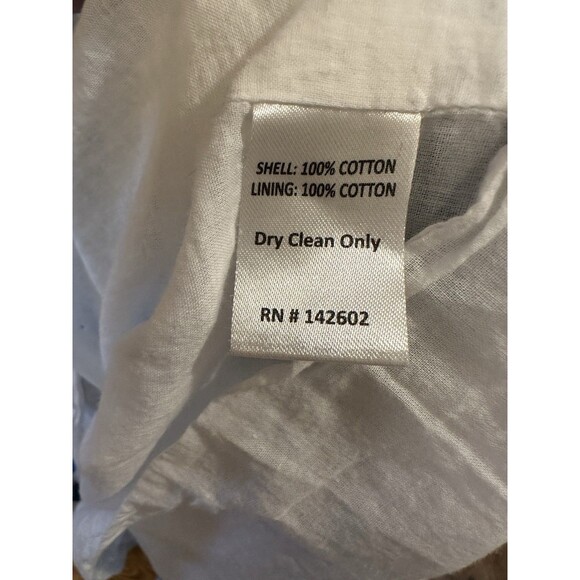 SHELL: 100% COTTON
LINING: 100% COTTON
Dry Clean Only
RN # 142602